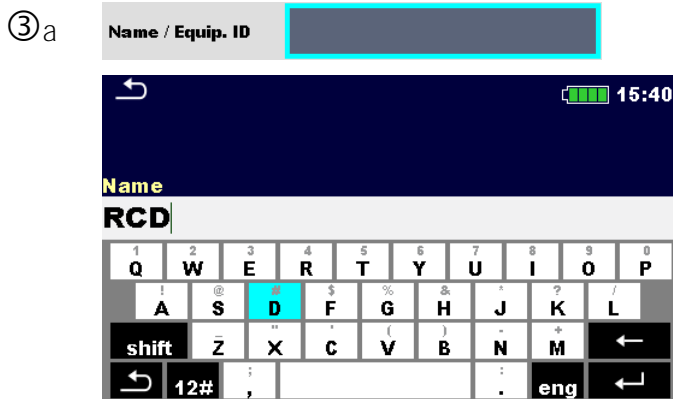 ③a Name / Equip. ID
15:40
Name
RCD
1 2 3 4 5 6 7 8 9 0
Q W E R T Y U I O P
! @ # $ % & * ? /
A S D F G H J K L
_ " ' ( ) - +
shift Z X C V B N M ←
; :
12# , . eng